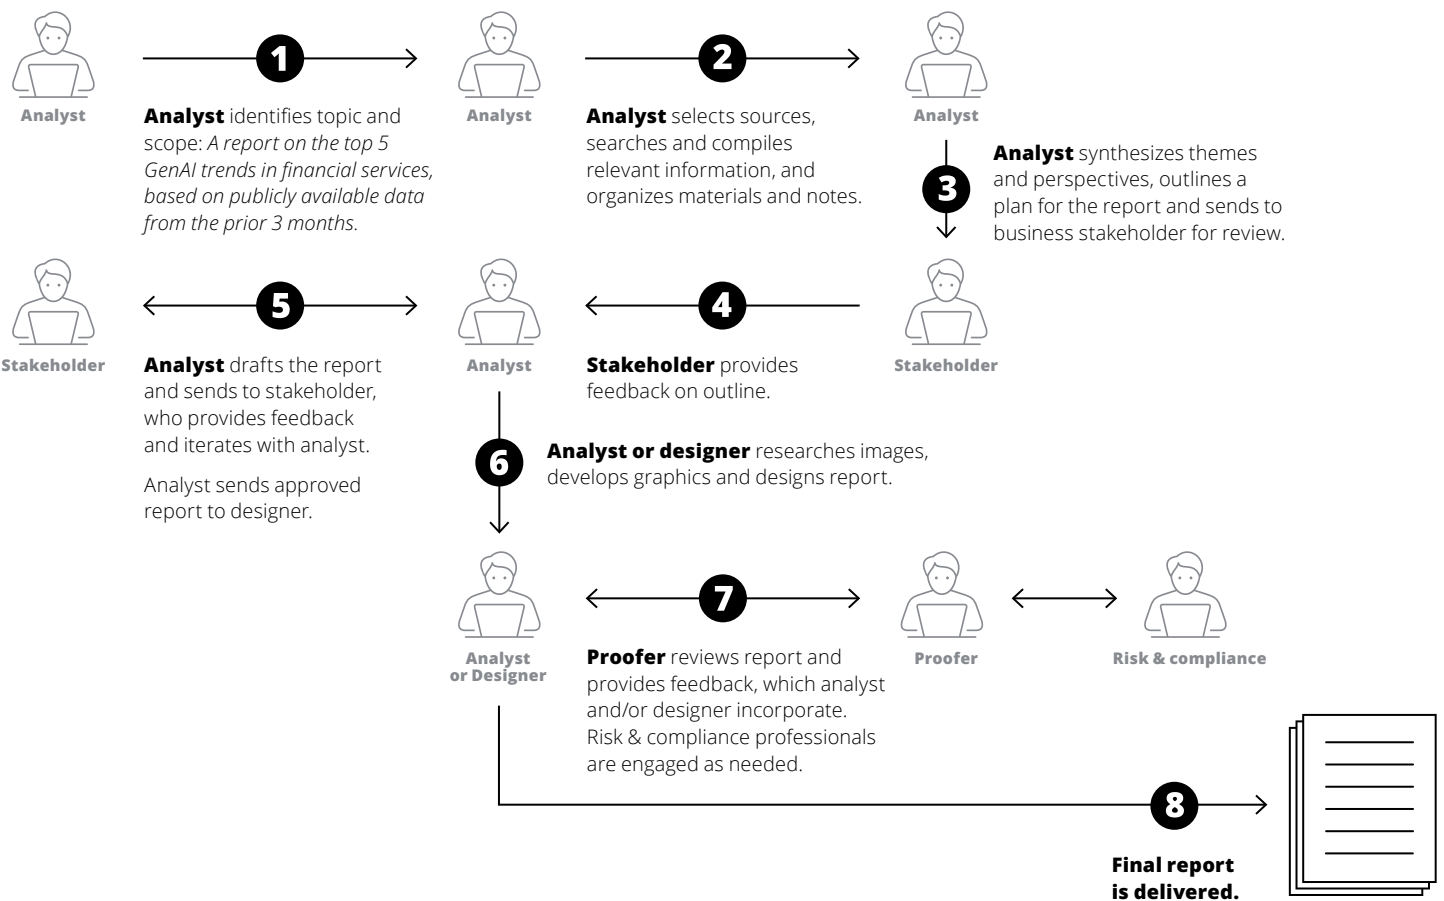 1
2
Analyst
Analyst identifies topic and
scope: A report on the top 5
GenAI trends in financial services,
based on publicly available data
from the prior 3 months.
Analyst
Analyst selects sources,
searches and compiles
relevant information, and
organizes materials and notes.
Analyst
3
Analyst synthesizes themes
and perspectives, outlines a
plan for the report and sends to
business stakeholder for review.
5
4
Stakeholder
Analyst drafts the report
and sends to stakeholder,
who provides feedback
and iterates with analyst.
Analyst sends approved
report to designer.
Analyst
Stakeholder provides
feedback on outline.
Stakeholder
6
Analyst or designer researches images,
develops graphics and designs report.
7
Analyst
or Designer
Proofer reviews report and
provides feedback, which analyst
and/or designer incorporate.
Risk & compliance professionals
are engaged as needed.
Proofer
Risk & compliance
8
Final report
is delivered.